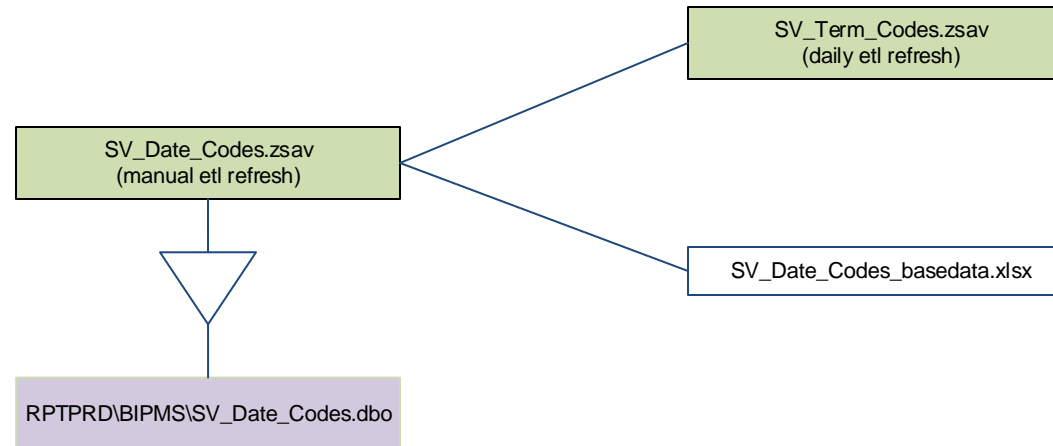 SV_Term_Codes.zsav
(daily etl refresh)
SV_Date_Codes.zsav
(manual etl refresh)
SV_Date_Codes_basedata.xlsx
RPTPRD\BIPMS\SV_Date_Codes.dbo